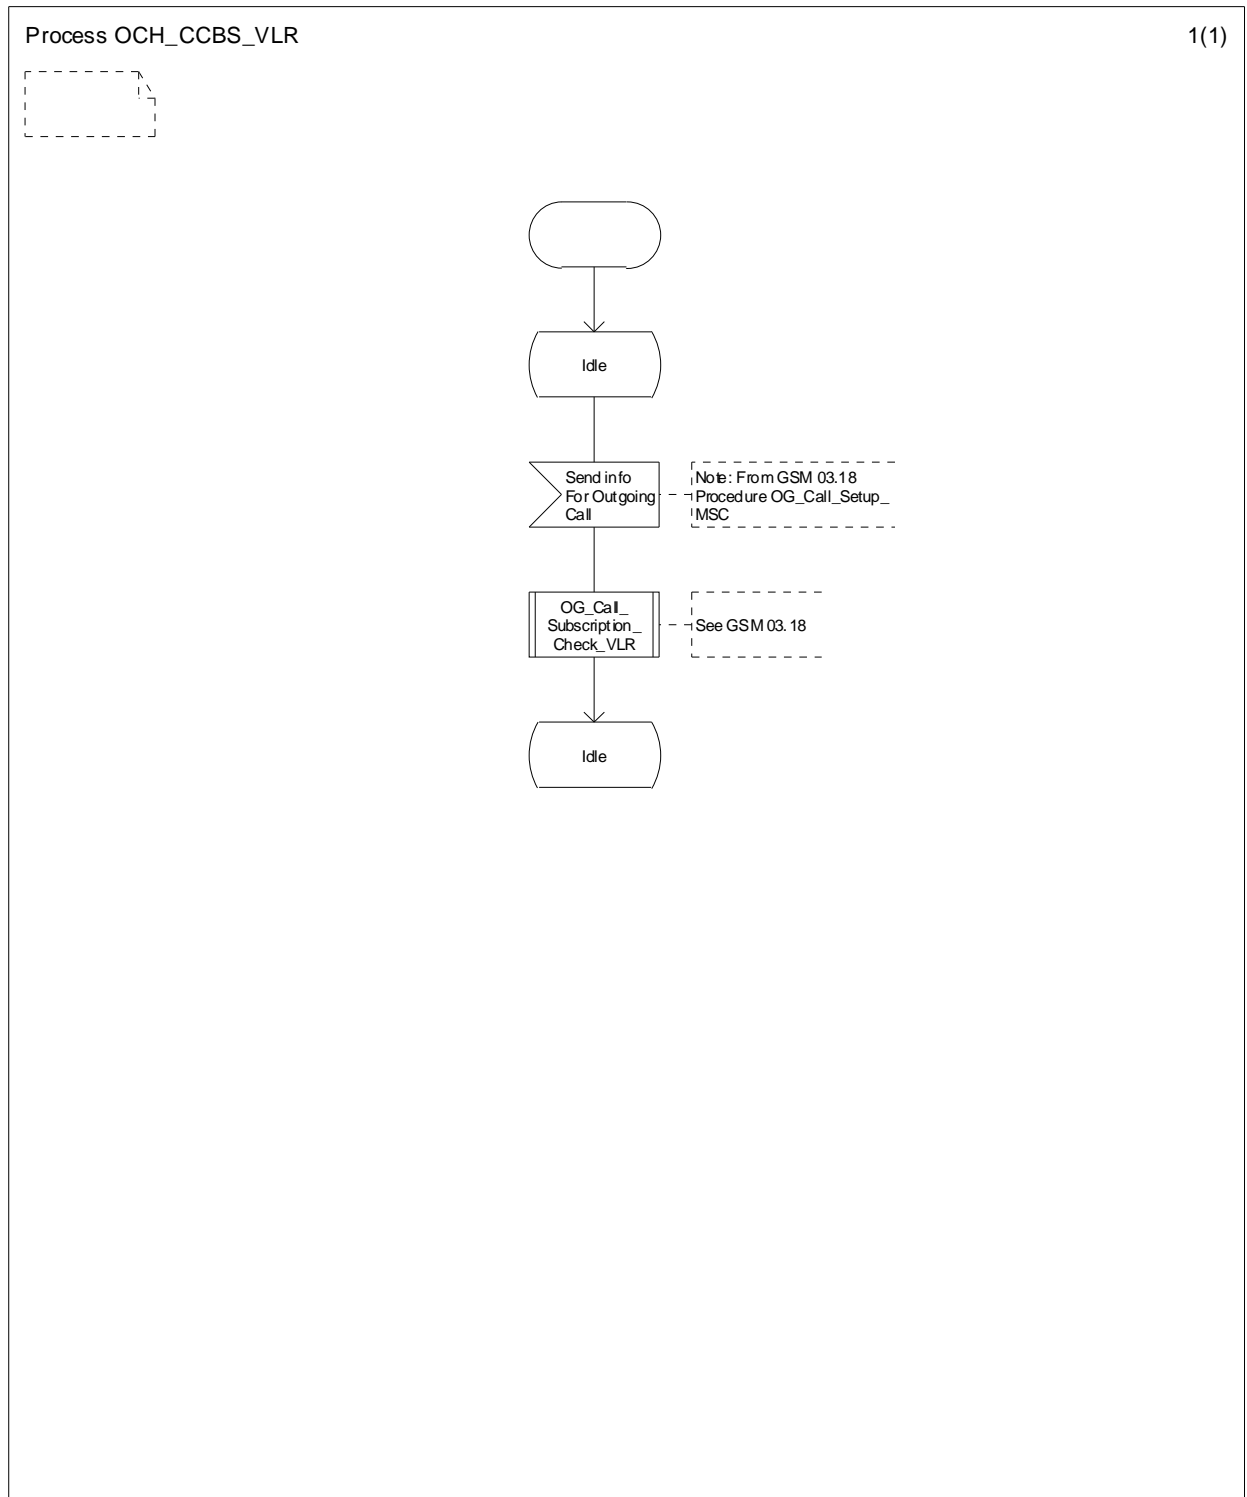 Process OCH_CCBS_VLR
1(1)
Idle
Send info
For Outgoing
Call
Note: From GSM 03.18
Procedure OG_Call_Setup_
MSC
OG_Call_
Subscription_
Check_VLR
See GSM 03.18
Idle